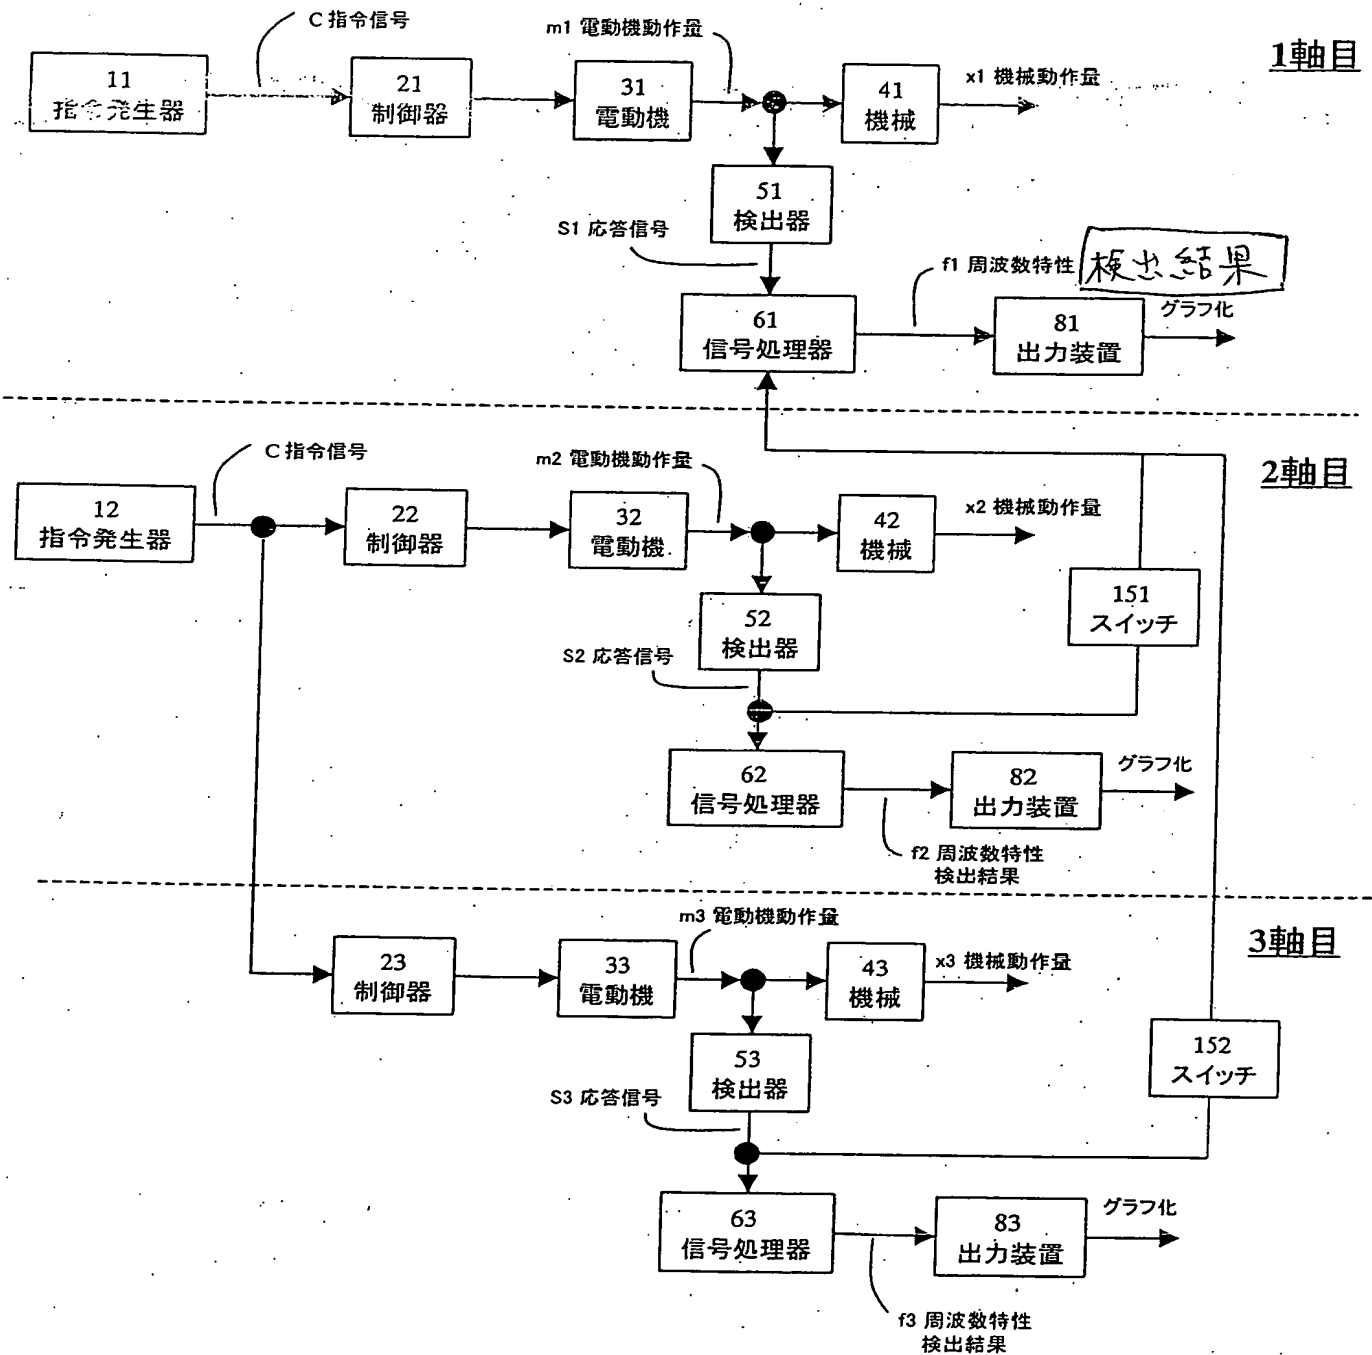 C 指令信号
m1 電動機動作量
1軸目
11
指令発生器
21
制御器
31
電動機
41
機械
x1 機械動作量
51
検出器
S1 応答信号
f1 周波数特性
検出結果
61
信号処理器
81
出力装置
グラフ化
C 指令信号
m2 電動機動作量
2軸目
12
指令発生器
22
制御器
32
電動機
42
機械
x2 機械動作量
151
スイッチ
52
検出器
S2 応答信号
62
信号処理器
82
出力装置
グラフ化
f2 周波数特性
検出結果
m3 電動機動作量
3軸目
23
制御器
33
電動機
43
機械
x3 機械動作量
152
スイッチ
53
検出器
S3 応答信号
63
信号処理器
83
出力装置
グラフ化
f3 周波数特性
検出結果